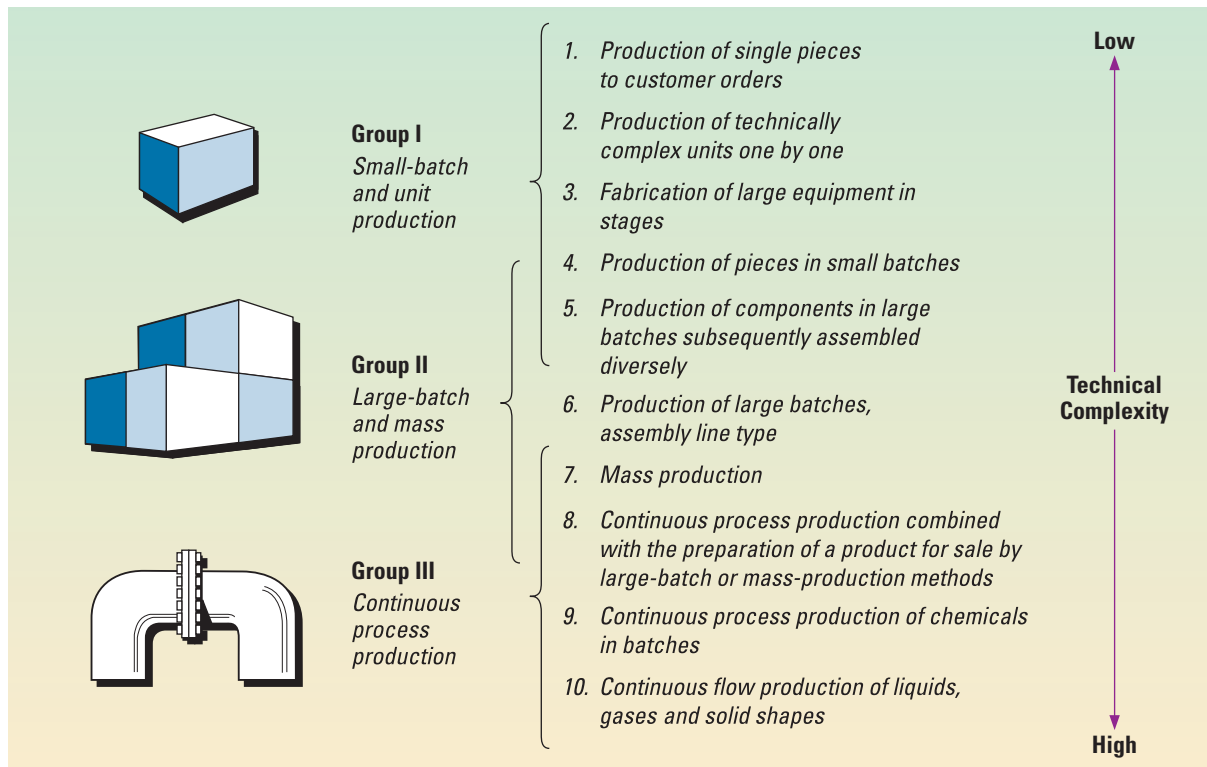 Group I
Small-batch
and unit
production
Group II
Large-batch
and mass
production
Group III
Continuous
process
production
1. Production of single pieces
to customer orders
2. Production of technically
complex units one by one
3. Fabrication of large equipment in
stages
4. Production of pieces in small batches
5. Production of components in large
batches subsequently assembled
diversely
6. Production of large batches,
assembly line type
7. Mass production
8. Continuous process production combined
with the preparation of a product for sale by
large-batch or mass-production methods
9. Continuous process production of chemicals
in batches
10. Continuous flow production of liquids,
gases and solid shapes
Low
Technical
Complexity
High